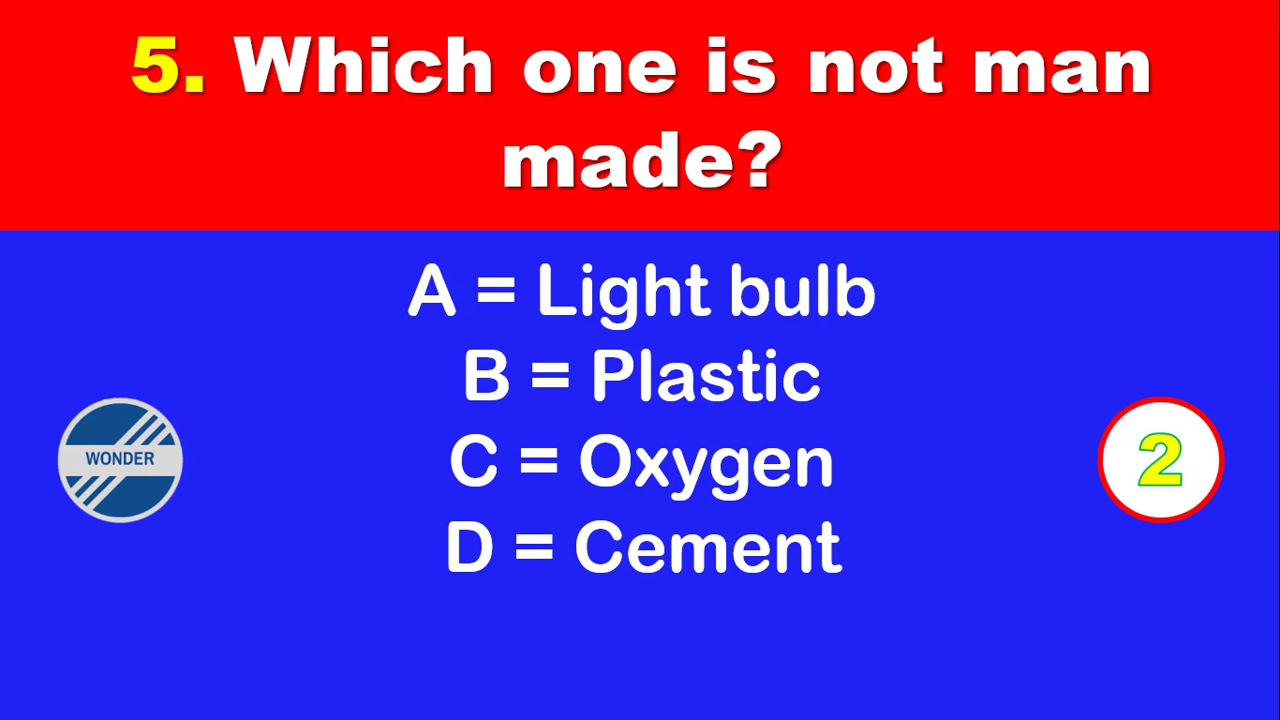 5. Which one is not man
made?
A = Light bulb
B = Plastic
C = Oxygen
D = Cement
WONDER
2